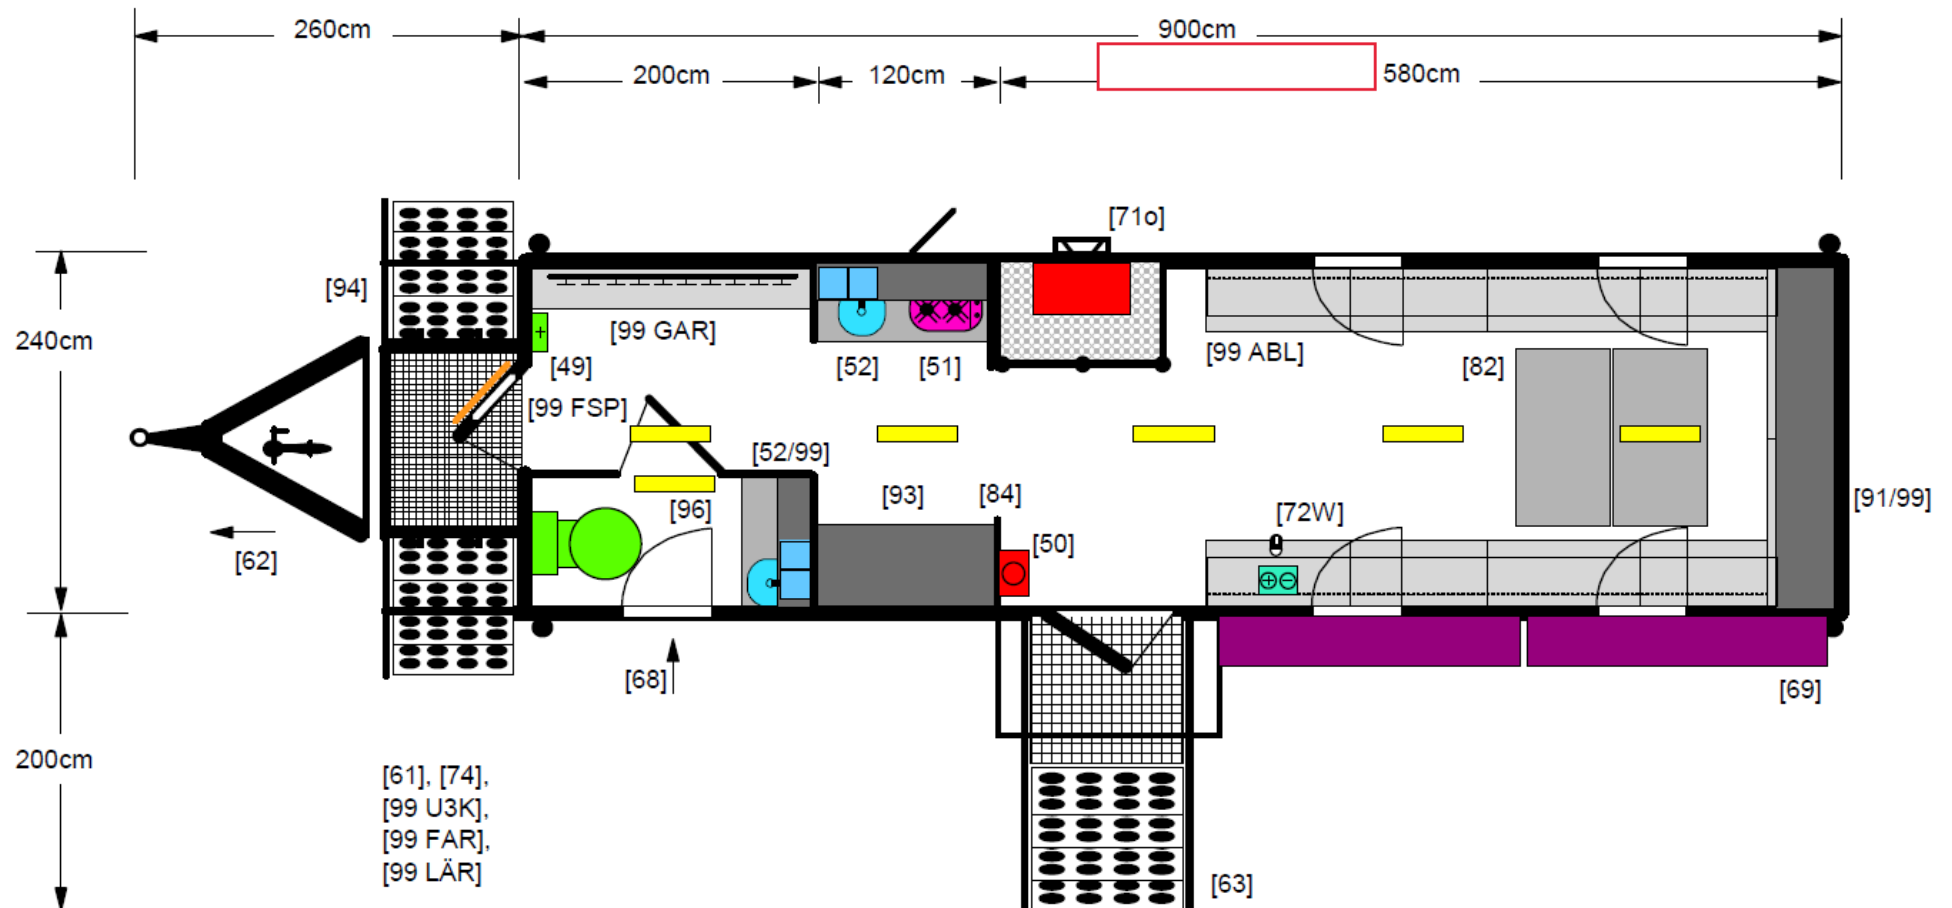 260cm
900cm
200cm
120cm
580cm
[71o]
[94]
240cm
[99 GAR]
[49]
[52]
[51]
[99 ABL]
[82]
[99 FSP]
[52/99]
[96]
[93]
[84]
[50]
[72W]
[91/99]
[62]
[68]
[69]
200cm
[61], [74],
[99 U3K],
[99 FAR],
[99 LÄR]
[63]